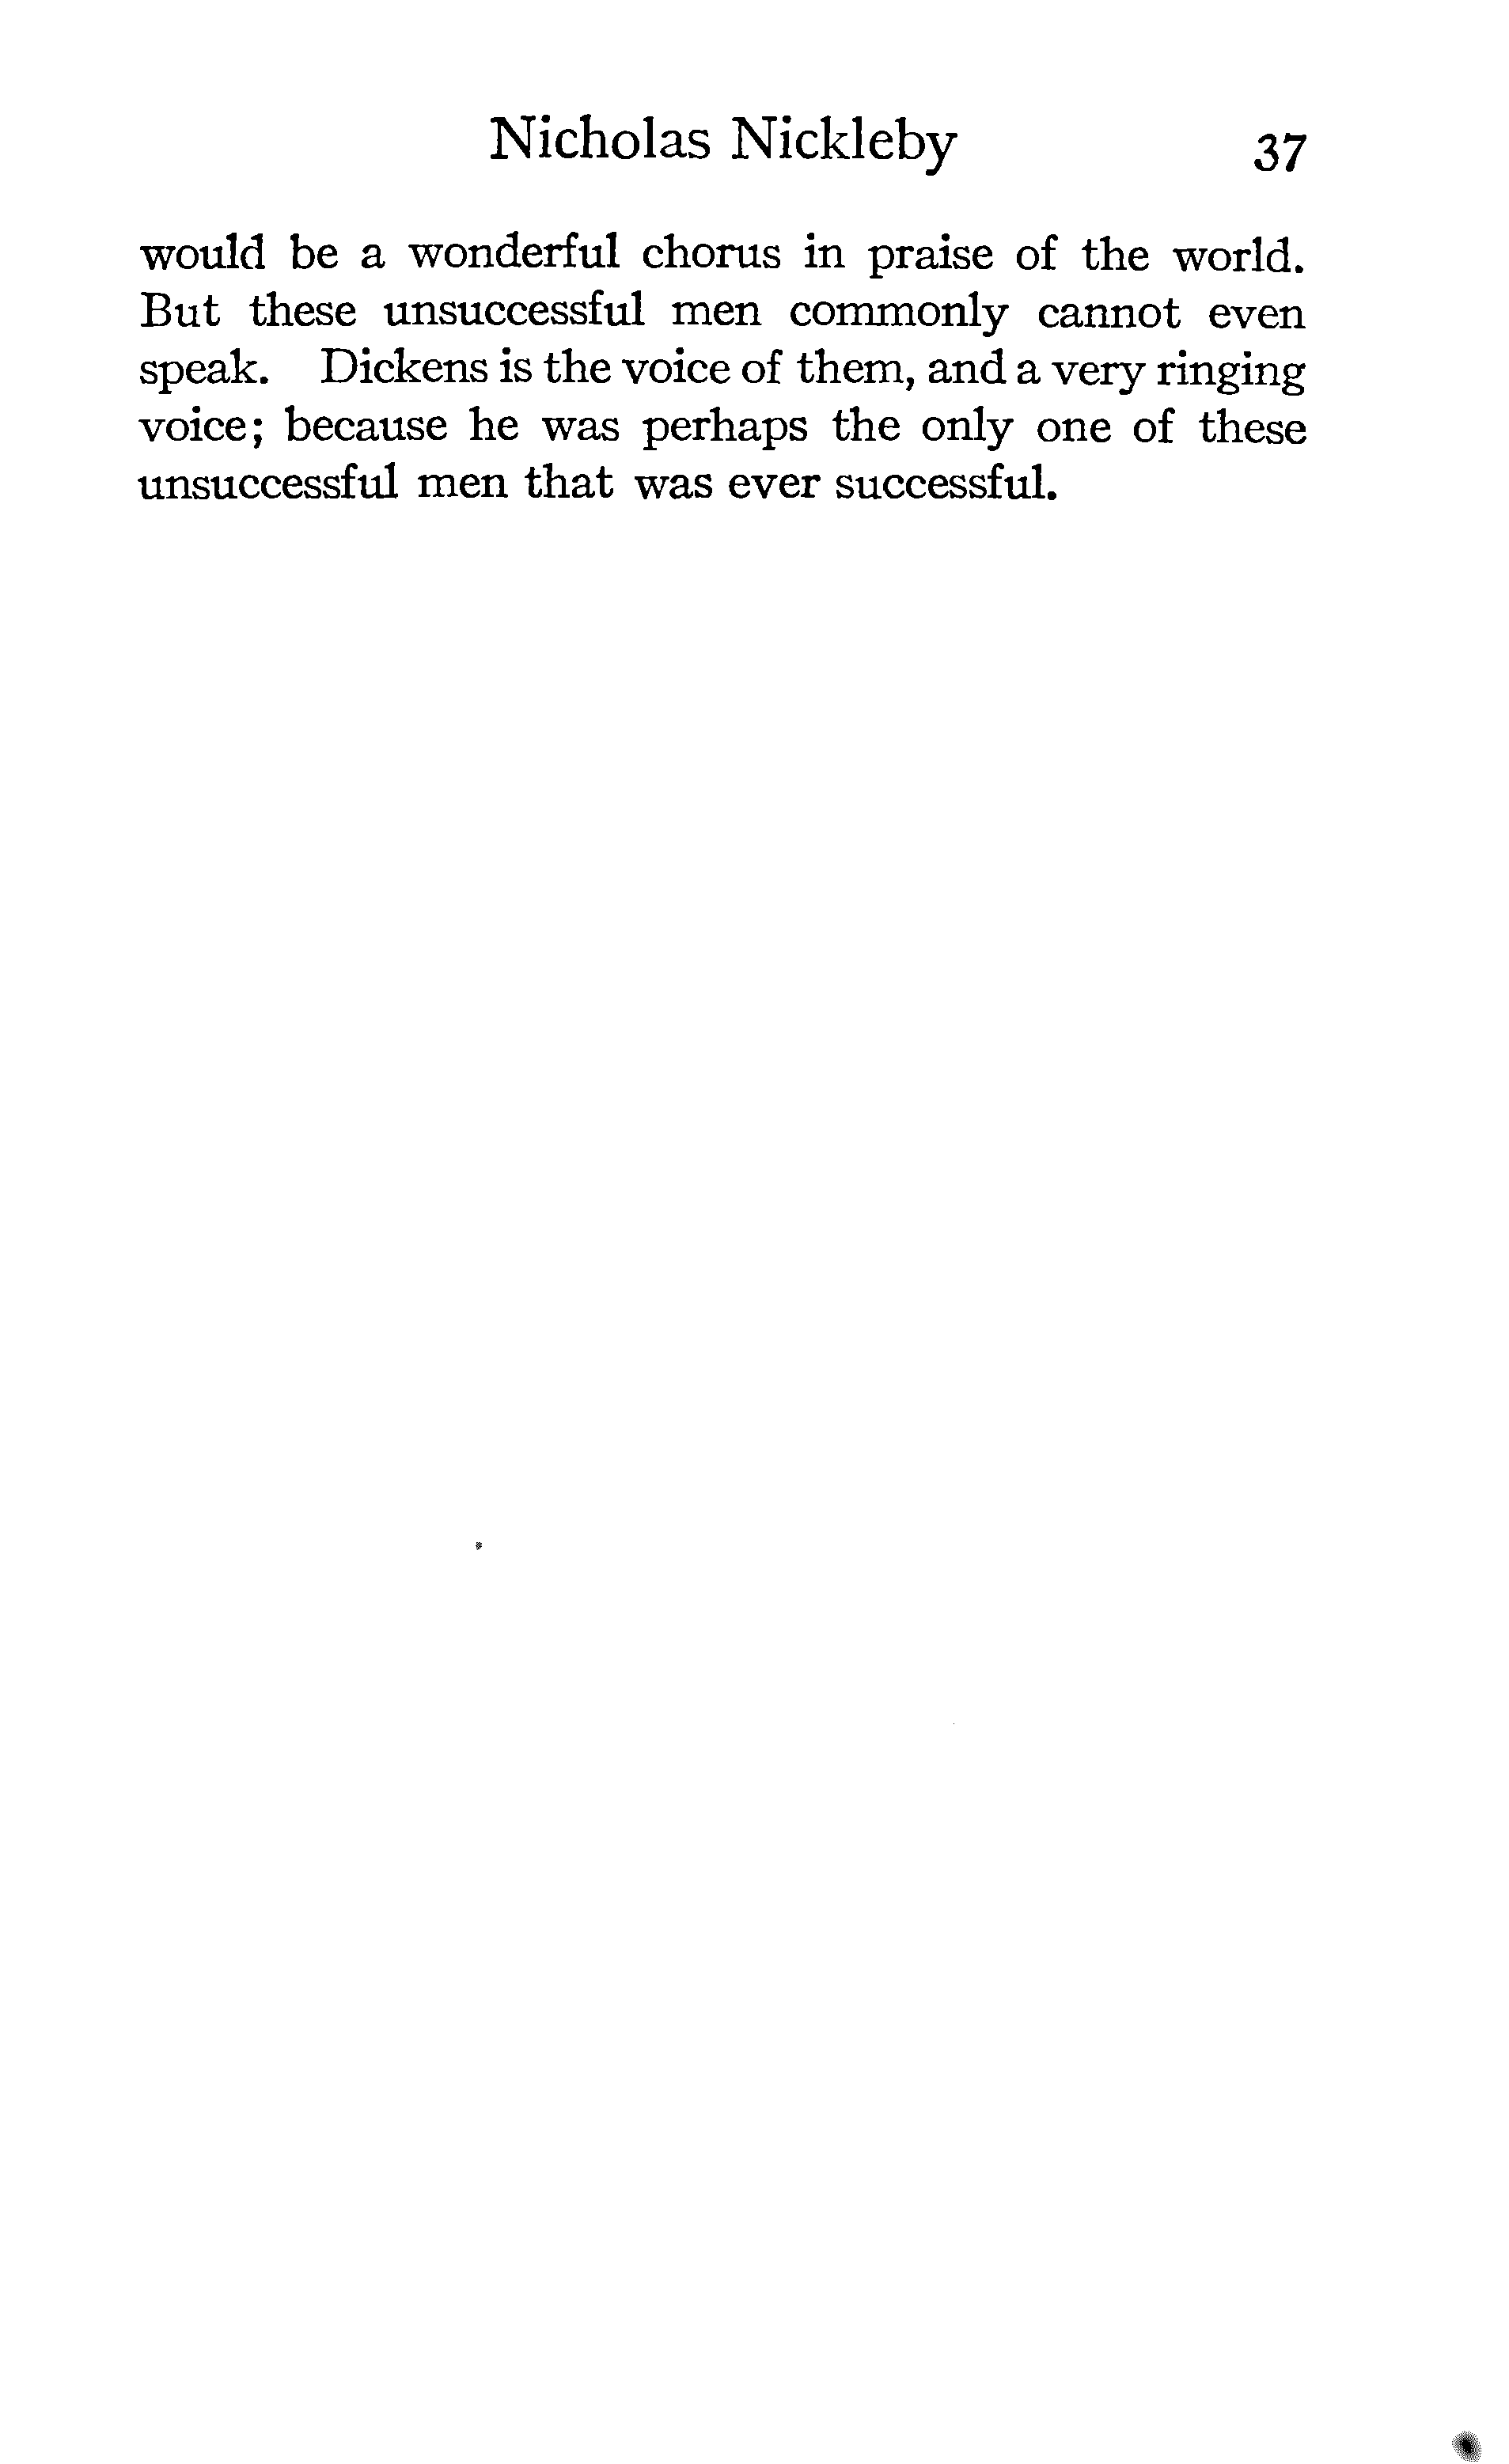 Nicholas Nickleby 37
would be a wonderful chorus in praise of the world.
But these unsuccessful men commonly cannot even
speak. Dickens is the voice of them, and a very ringing
voice; because he was perhaps the only one of these
unsuccessful men that was ever successful.